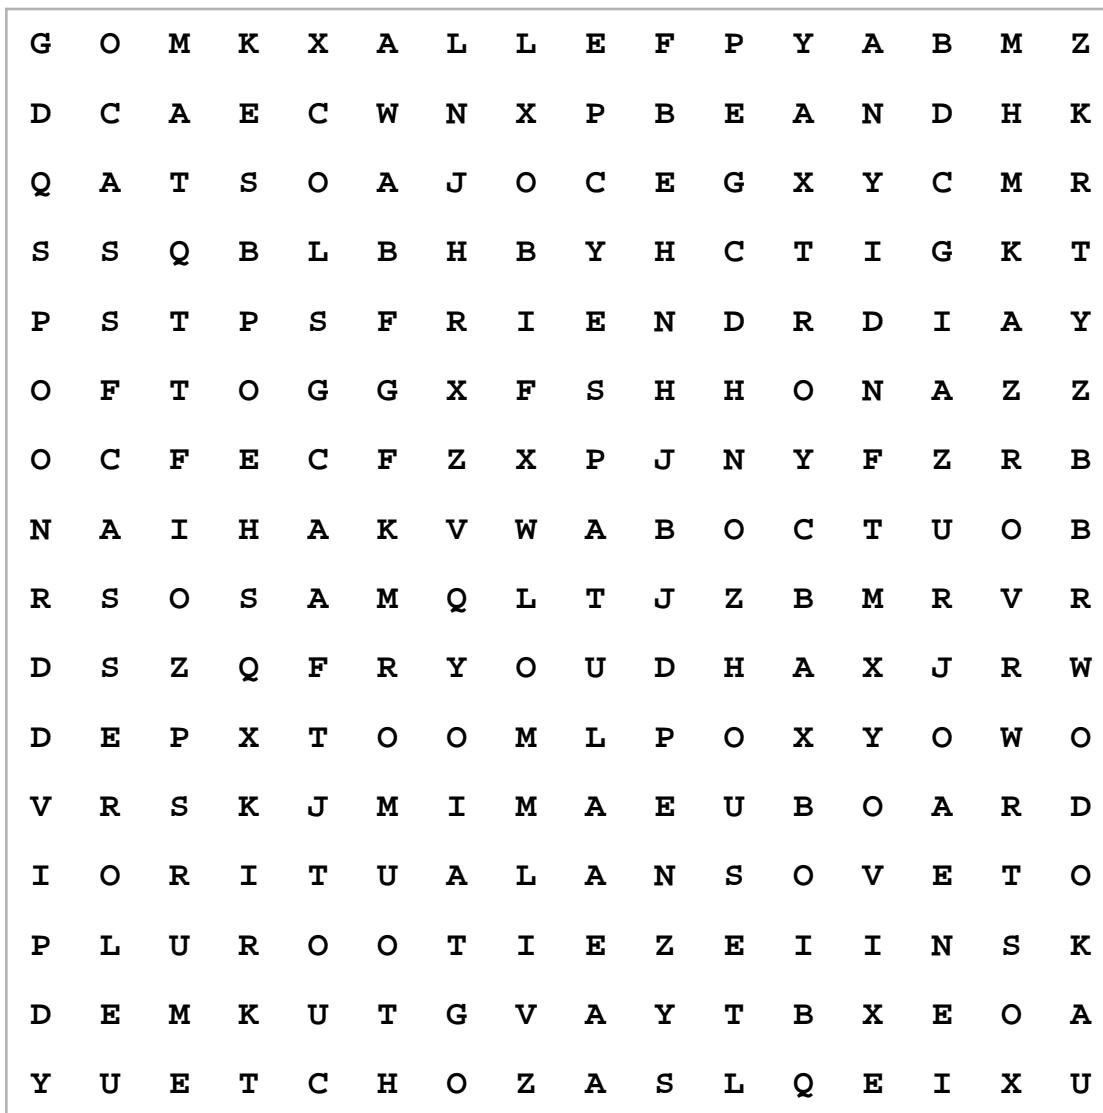 G O M K X A L L E F P Y A B M Z
D C A E C W N X P B E A N D H K
Q A T S O A J O C E G X Y C M R
S S Q B L B H B Y H C T I G K T
P S T P S F R I E N D R D I A Y
O F T O G G X F S H H O N A Z Z
O C F E C F Z X P J N Y F Z R B
N A I H A K V W A B O C T U O B
R S O S A M Q L T J Z B M R V R
D S Z Q F R Y O U D H A X J R W
D E P X T O O M L P O X Y O W O
V R S K J M I M A E U B O A R D
I O R I T U A L A N S O V E T O
P L U R O O T I E Z E I I N S K
D E M K U T G V A Y T B X E O A
Y U E T C H O Z A S L Q E I X U